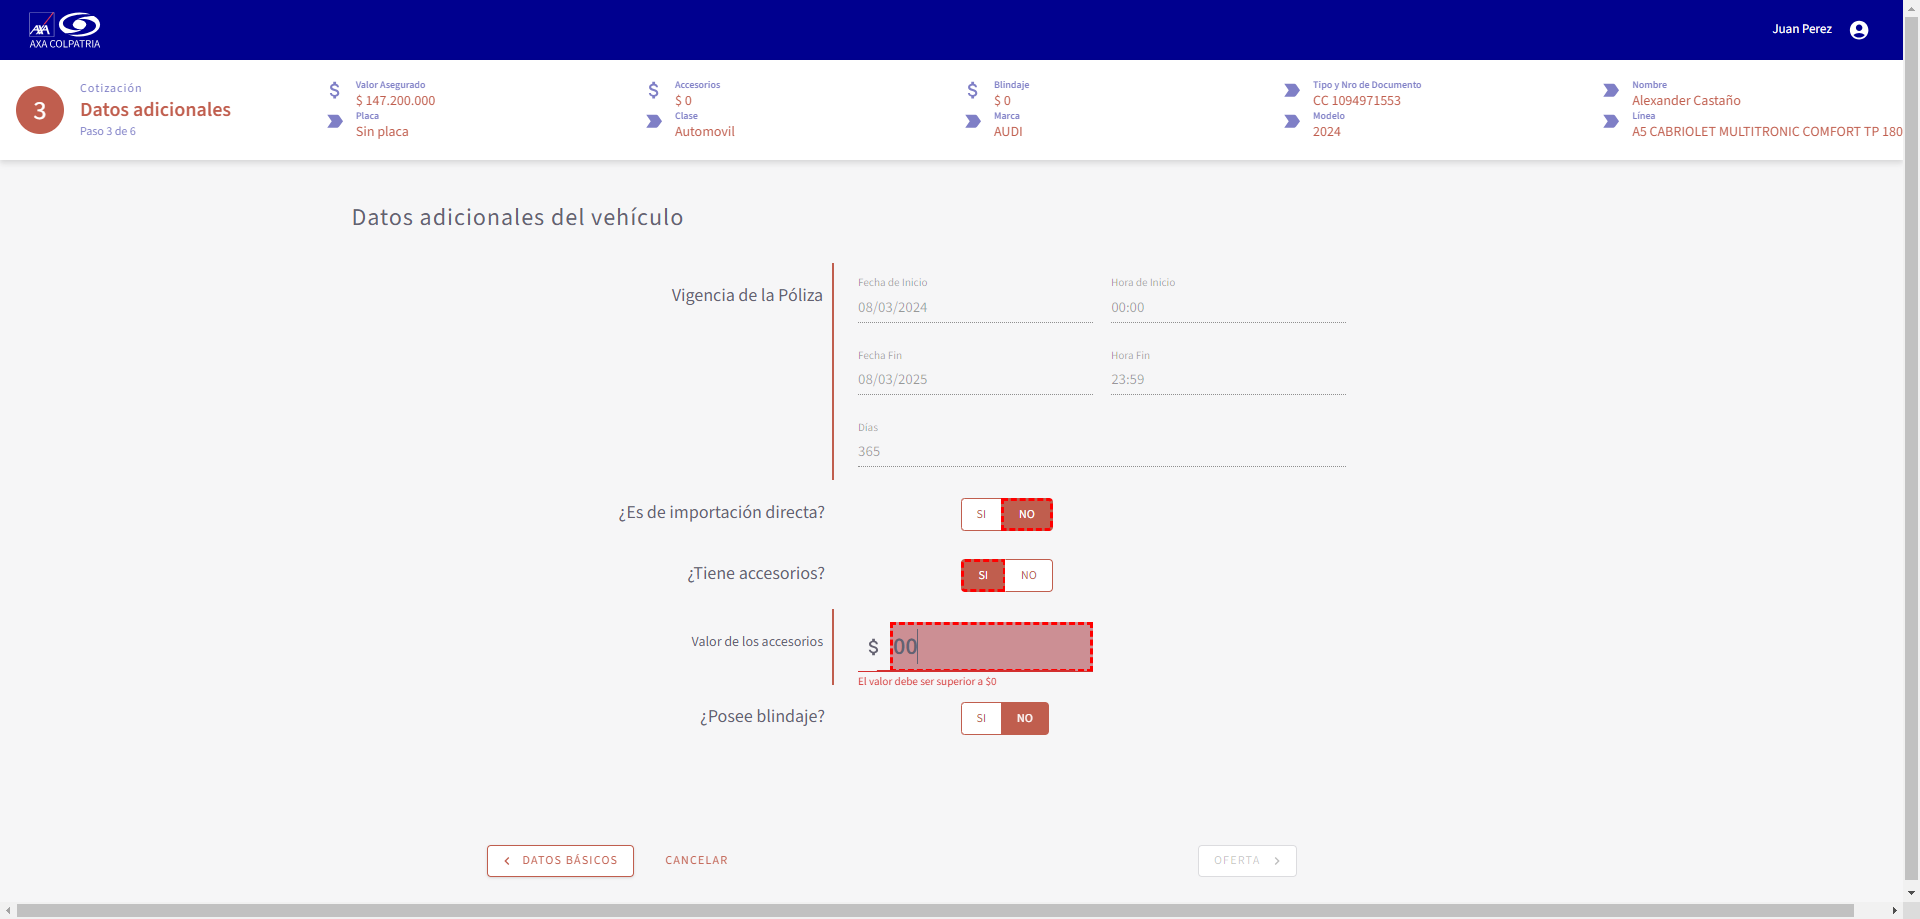 AXA
AXA COLPATRIA
Juan Perez
3
Cotización
Datos adicionales
Paso 3 de 6
Valor Asegurado
$ 147.200.000
Placa
Sin placa
Accesorios
$ 0
Clase
Automovil
Blindaje
$ 0
Marca
AUDI
Tipo y Nro de Documento
CC 1094971553
Modelo
2024
Nombre
Alexander Castaño
Línea
A5 CABRIOLET MULTITRONIC COMFORT TP 180
Datos adicionales del vehículo
Vigencia de la Póliza
Fecha de Inicio
08/03/2024
Hora de Inicio
00:00
Fecha Fin
08/03/2025
Hora Fin
23:59
Días
365
¿Es de importación directa?
SI NO
¿Tiene accesorios?
SI NO
Valor de los accesorios
$ 00
El valor debe ser superior a $0
¿Posee blindaje?
SI NO
DATOS BÁSICOS
CANCELAR
OFERTA